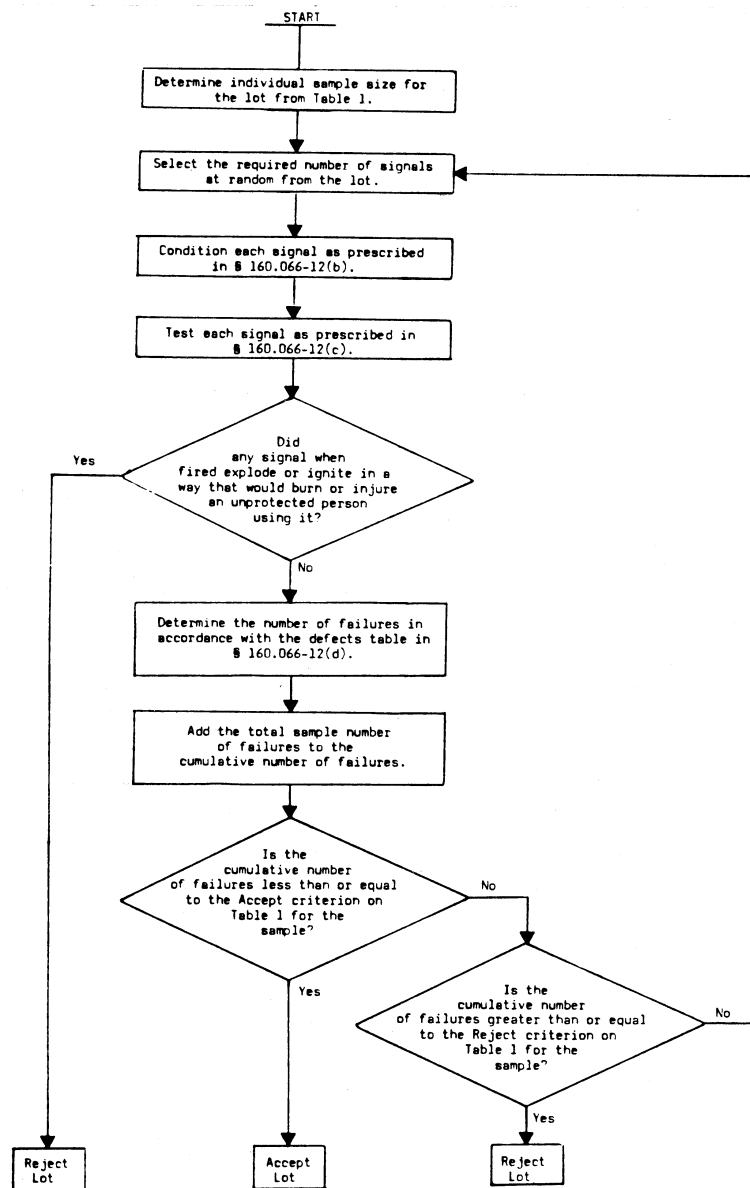 START
Determine individual sample size for
the lot from Table 1.
Select the required number of signals
at random from the lot.
Condition each signal as prescribed
in § 160.066-12(b).
Test each signal as prescribed in
§ 160.066-12(c).
Did
any signal when
fired explode or ignite in a
way that would burn or injure
an unprotected person
using it?
Yes
No
Determine the number of failures in
accordance with the defects table in
§ 160.066-12(d).
Add the total sample number
of failures to the
cumulative number of failures.
Is the
cumulative number
of failures less than or equal
to the Accept criterion on
Table 1 for the
sample?
No
Yes
Is the
cumulative number
of failures greater than or equal
to the Reject criterion on
Table 1 for the
sample?
No
Yes
Reject
Lot
Accept
Lot
Reject
Lot